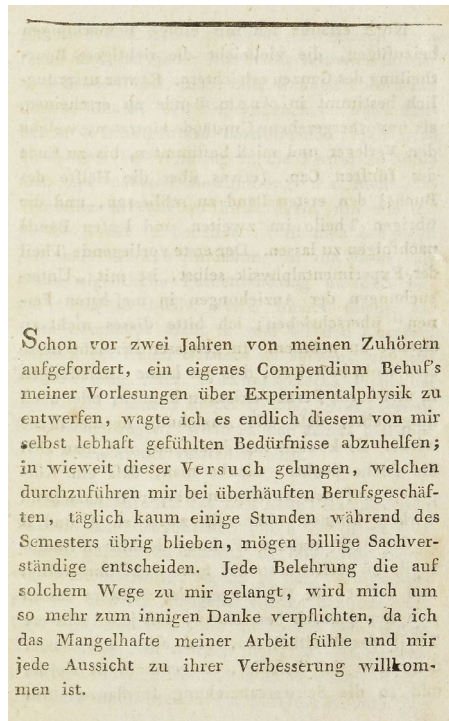 Schon vor zwei Jahren von meinen Zuhörern
aufgefordert, ein eigenes Compendium Behuf's
meiner Vorlesungen über Experimentalphysik zu
entwerfen, wagte ich es endlich diesem von mir
selbst lebhaft gefühlten Bedürfnisse abzuhelfen;
in wieweit dieser Versuch gelungen, welchen
durchzuführen mir bei überhäuften Berufsgeschäf-
ten, täglich kaum einige Stunden während des
Semesters übrig blieben, mögen billige Sachver-
ständige entscheiden. Jede Belehrung die auf
solchem Wege zu mir gelangt, wird mich um
so mehr zum innigen Danke verpflichten, da ich
das Mangelhafte meiner Arbeit fühle und mir
jede Aussicht zu ihrer Verbesserung willkom-
men ist.